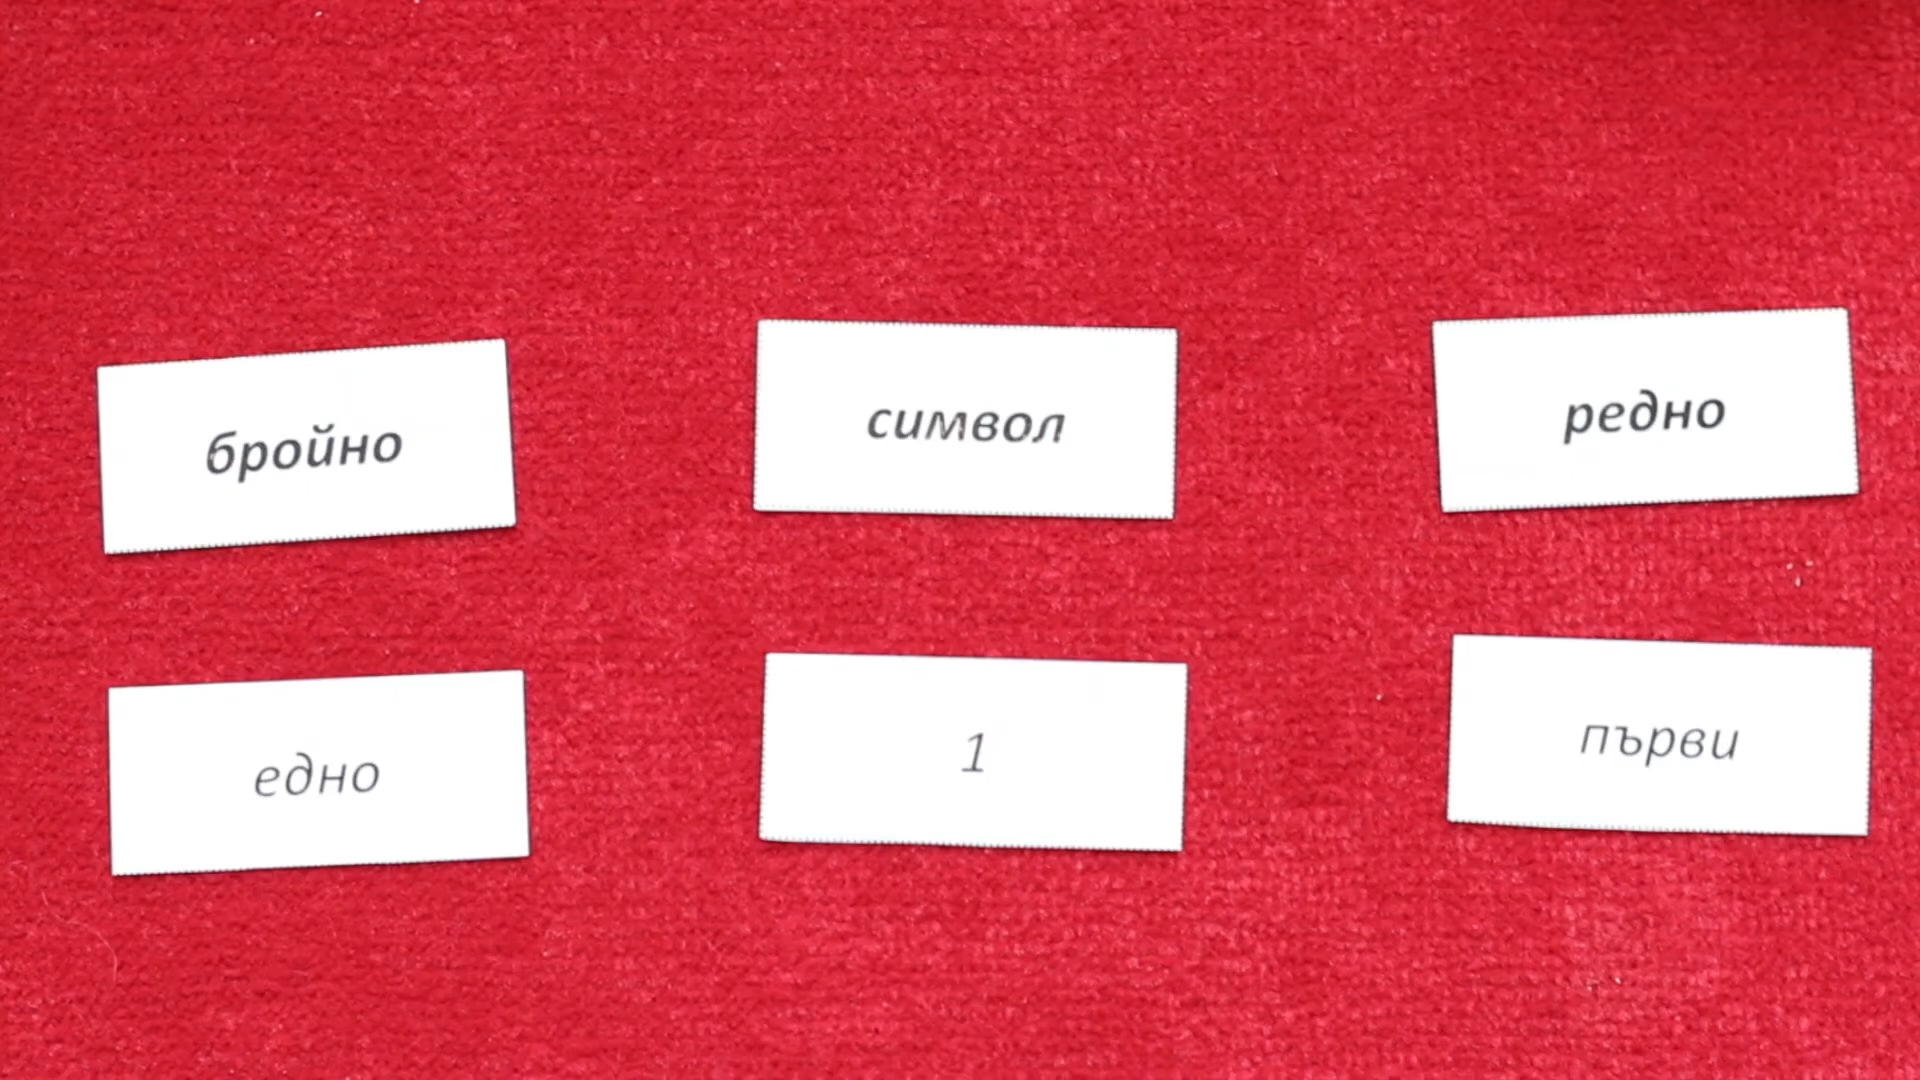 бройно
символ
редно
едно
1
първи